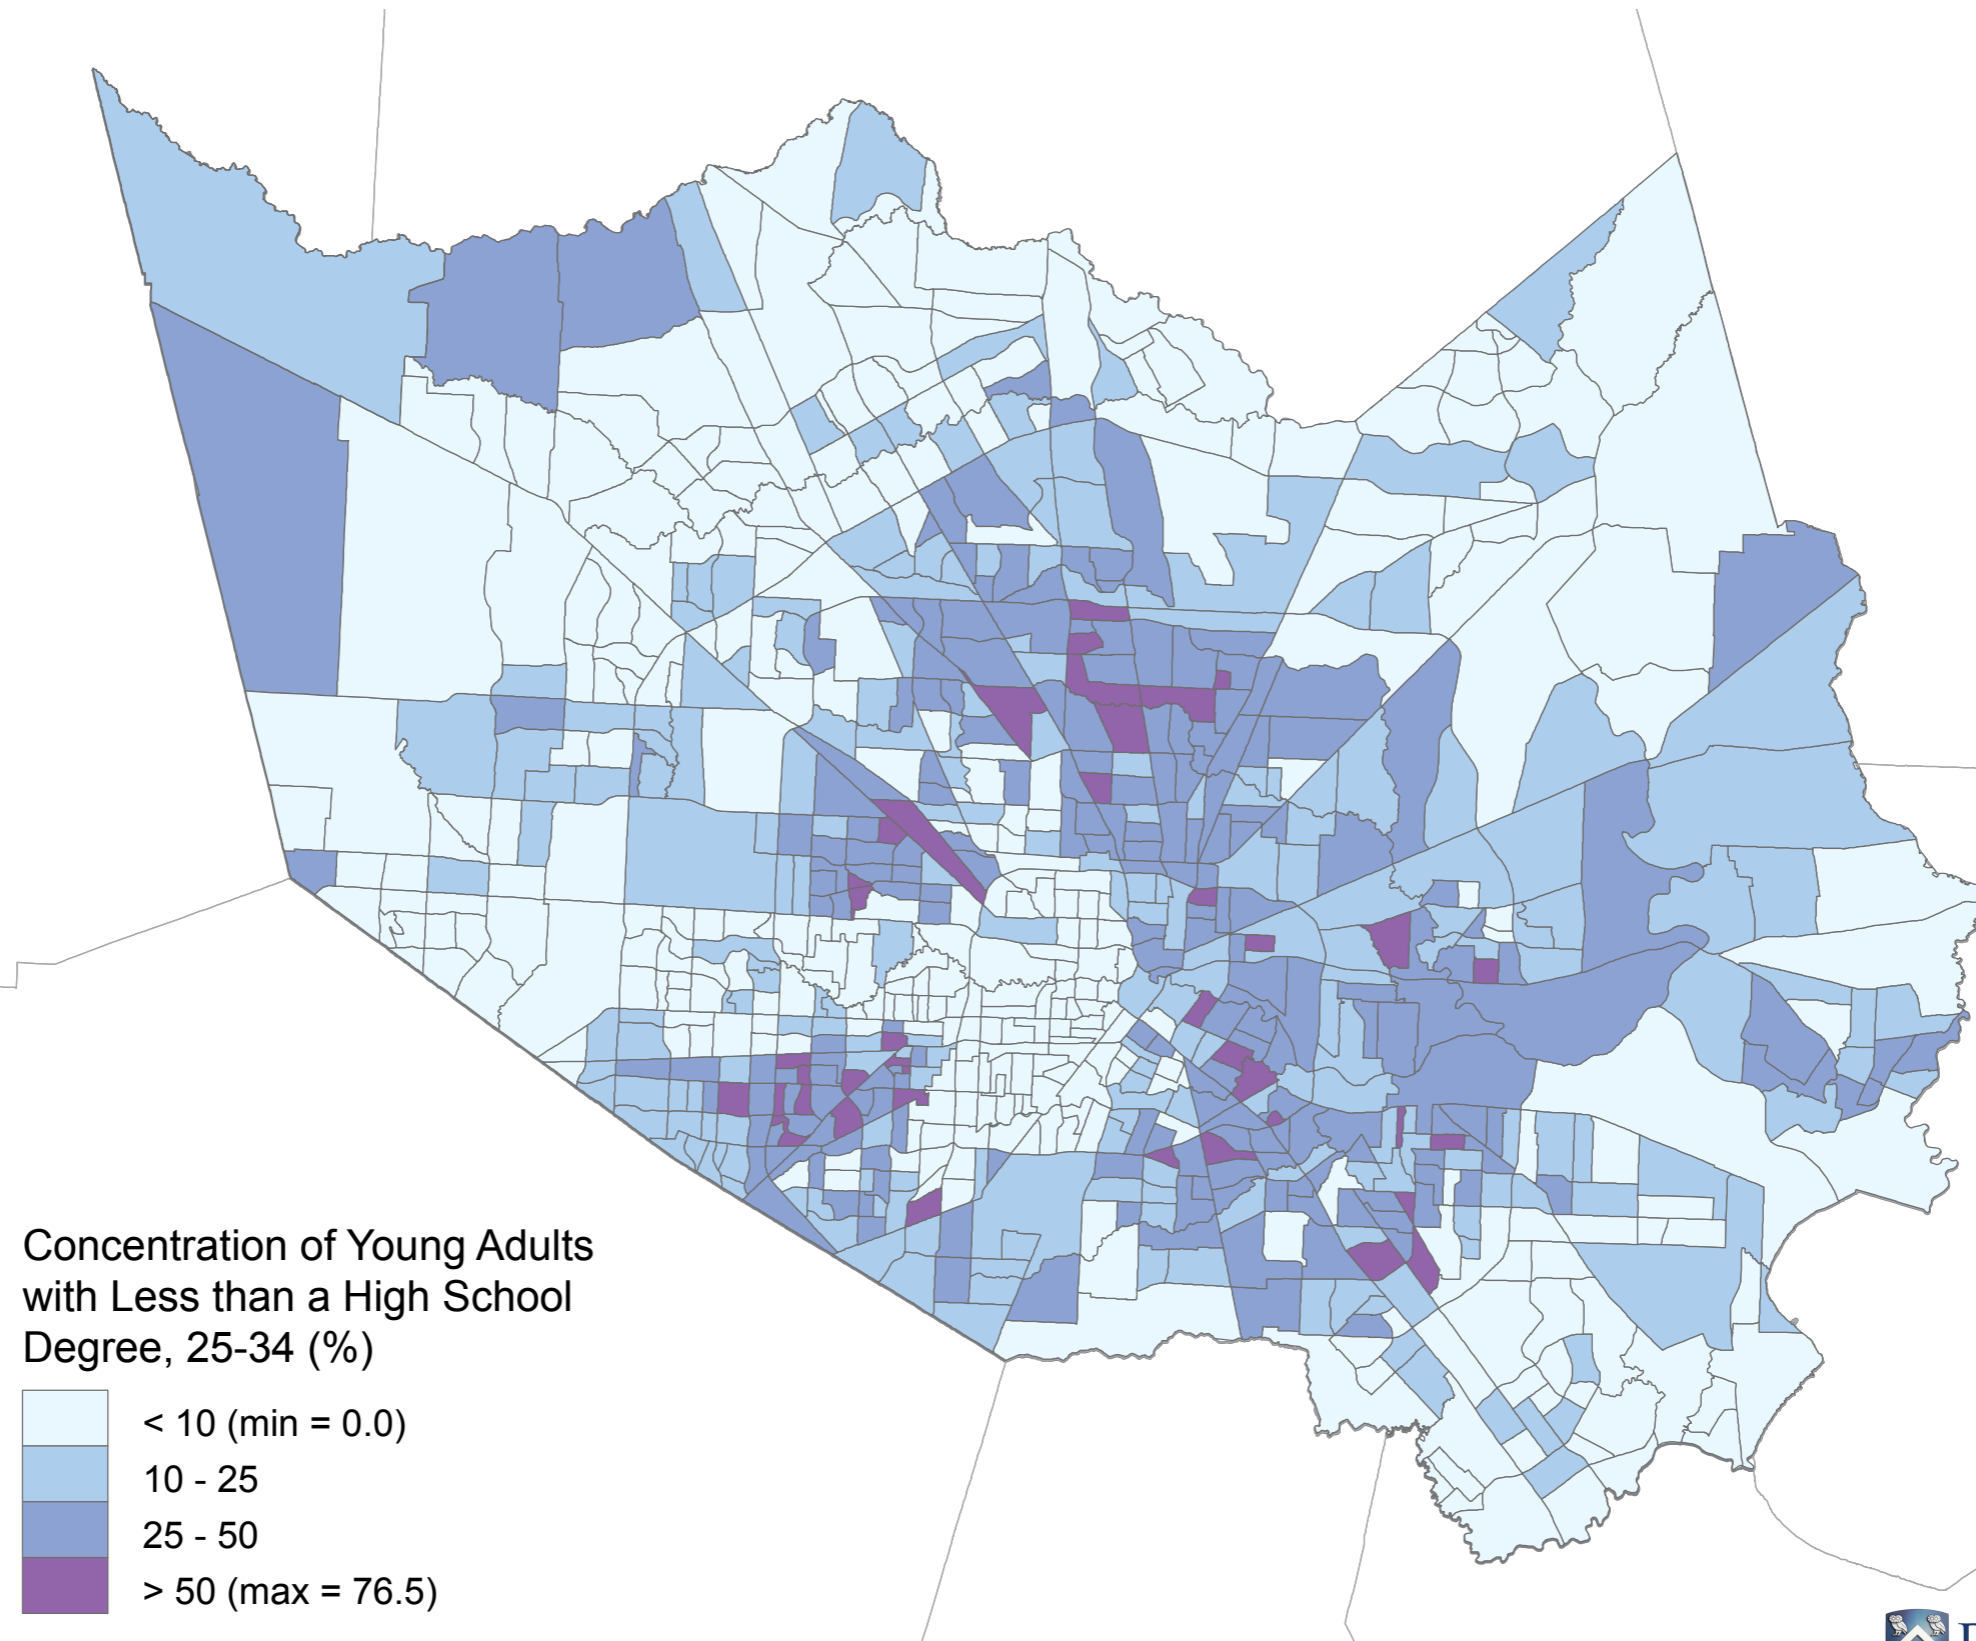 Concentration of Young Adults
with Less than a High School
Degree, 25-34 (%)
< 10 (min = 0.0)
10 - 25
25 - 50
> 50 (max = 76.5)